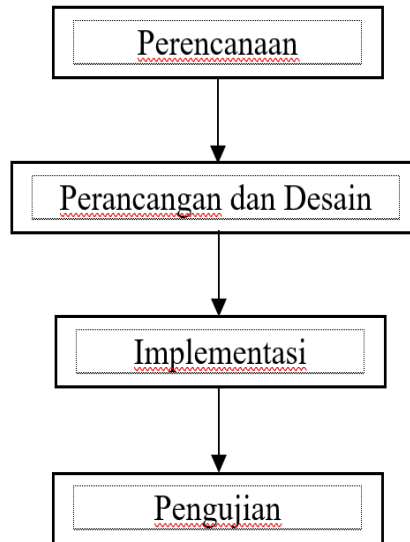 Perencanaan
Perancangan dan Desain
Implementasi
Pengujian